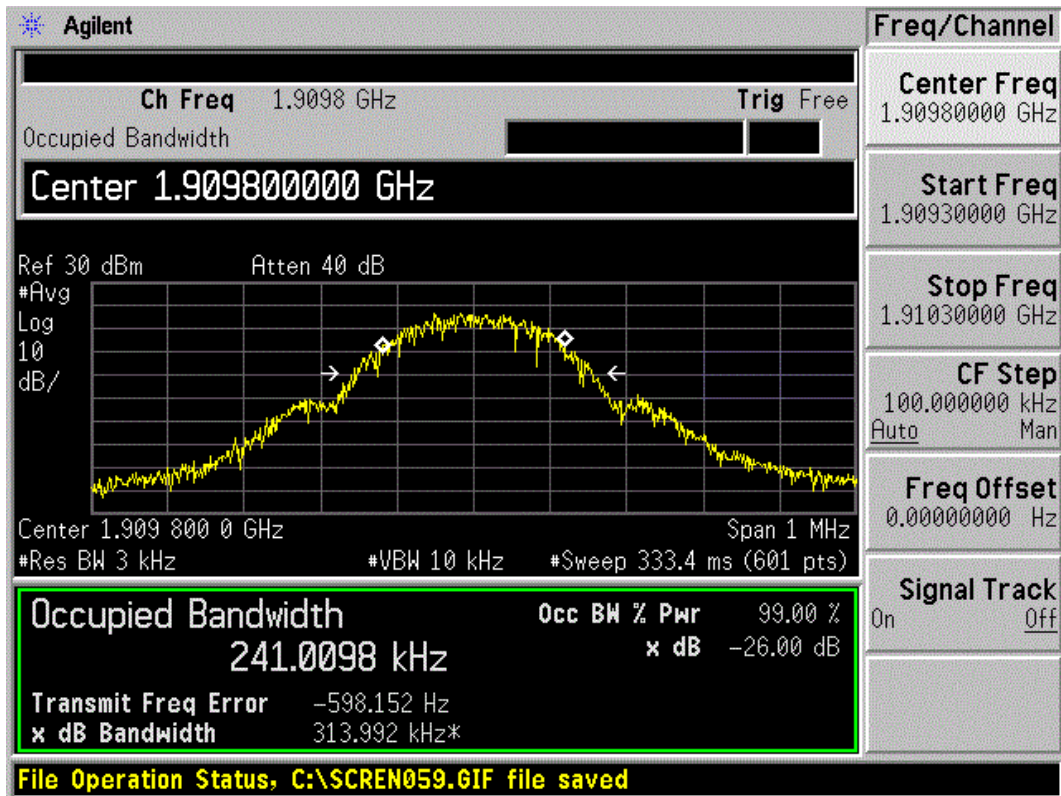 Agilent
Freq/Channel
Ch Freq 1.9098 GHz Trig Free
Occupied Bandwidth
Center 1.909800000 GHz
Ref 30 dBm Atten 40 dB
#Avg
Log
10
dB/
Center 1.909 800 0 GHz Span 1 MHz
#Res BW 3 kHz #VBW 10 kHz #Sweep 333.4 ms (601 pts)
Occupied Bandwidth
241.0098 kHz
Occ BW % Pwr 99.00 %
x dB -26.00 dB
Transmit Freq Error -598.152 Hz
x dB Bandwidth 313.992 kHz*
File Operation Status, C:\SCREN059.GIF file saved
Center Freq
1.90980000 GHz
Start Freq
1.90930000 GHz
Stop Freq
1.91030000 GHz
CF Step
100.000000 kHz
Auto Man
Freq Offset
0.00000000 Hz
Signal Track
On Off